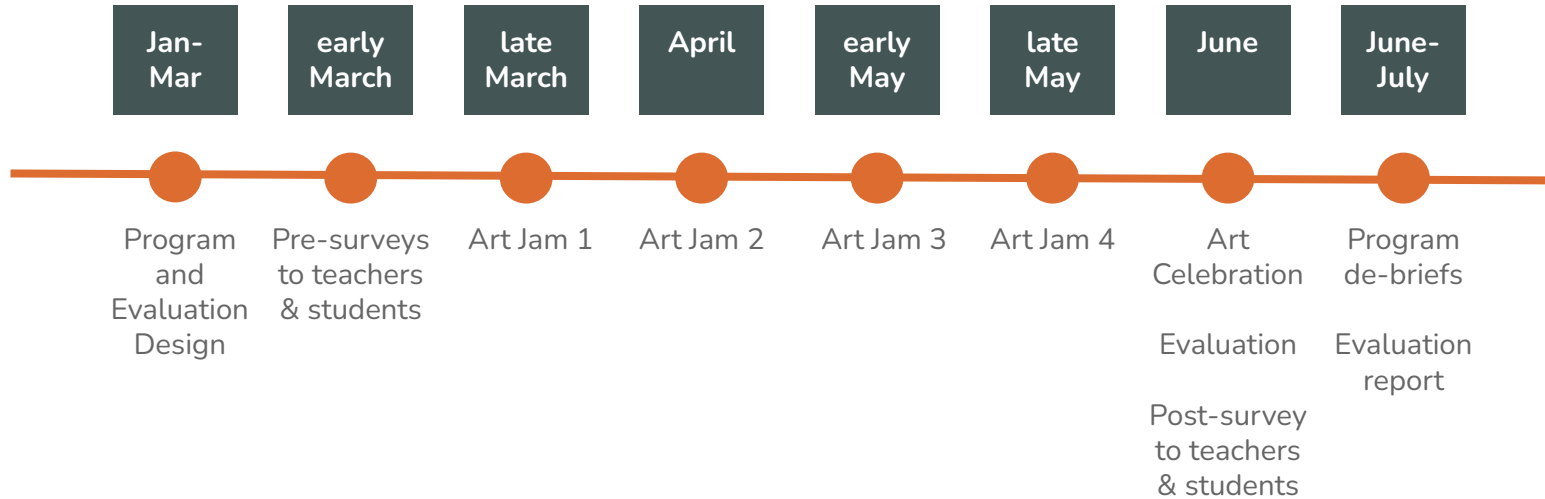 Jan-
Mar
early
March
late
March
April
early
May
late
May
June
June-
July
Program
and
Evaluation
Design
Pre-surveys
to teachers
& students
Art Jam 1
Art Jam 2
Art Jam 3
Art Jam 4
Art
Celebration
Evaluation
Post-survey
to teachers
& students
Program
de-briefs
Evaluation
report